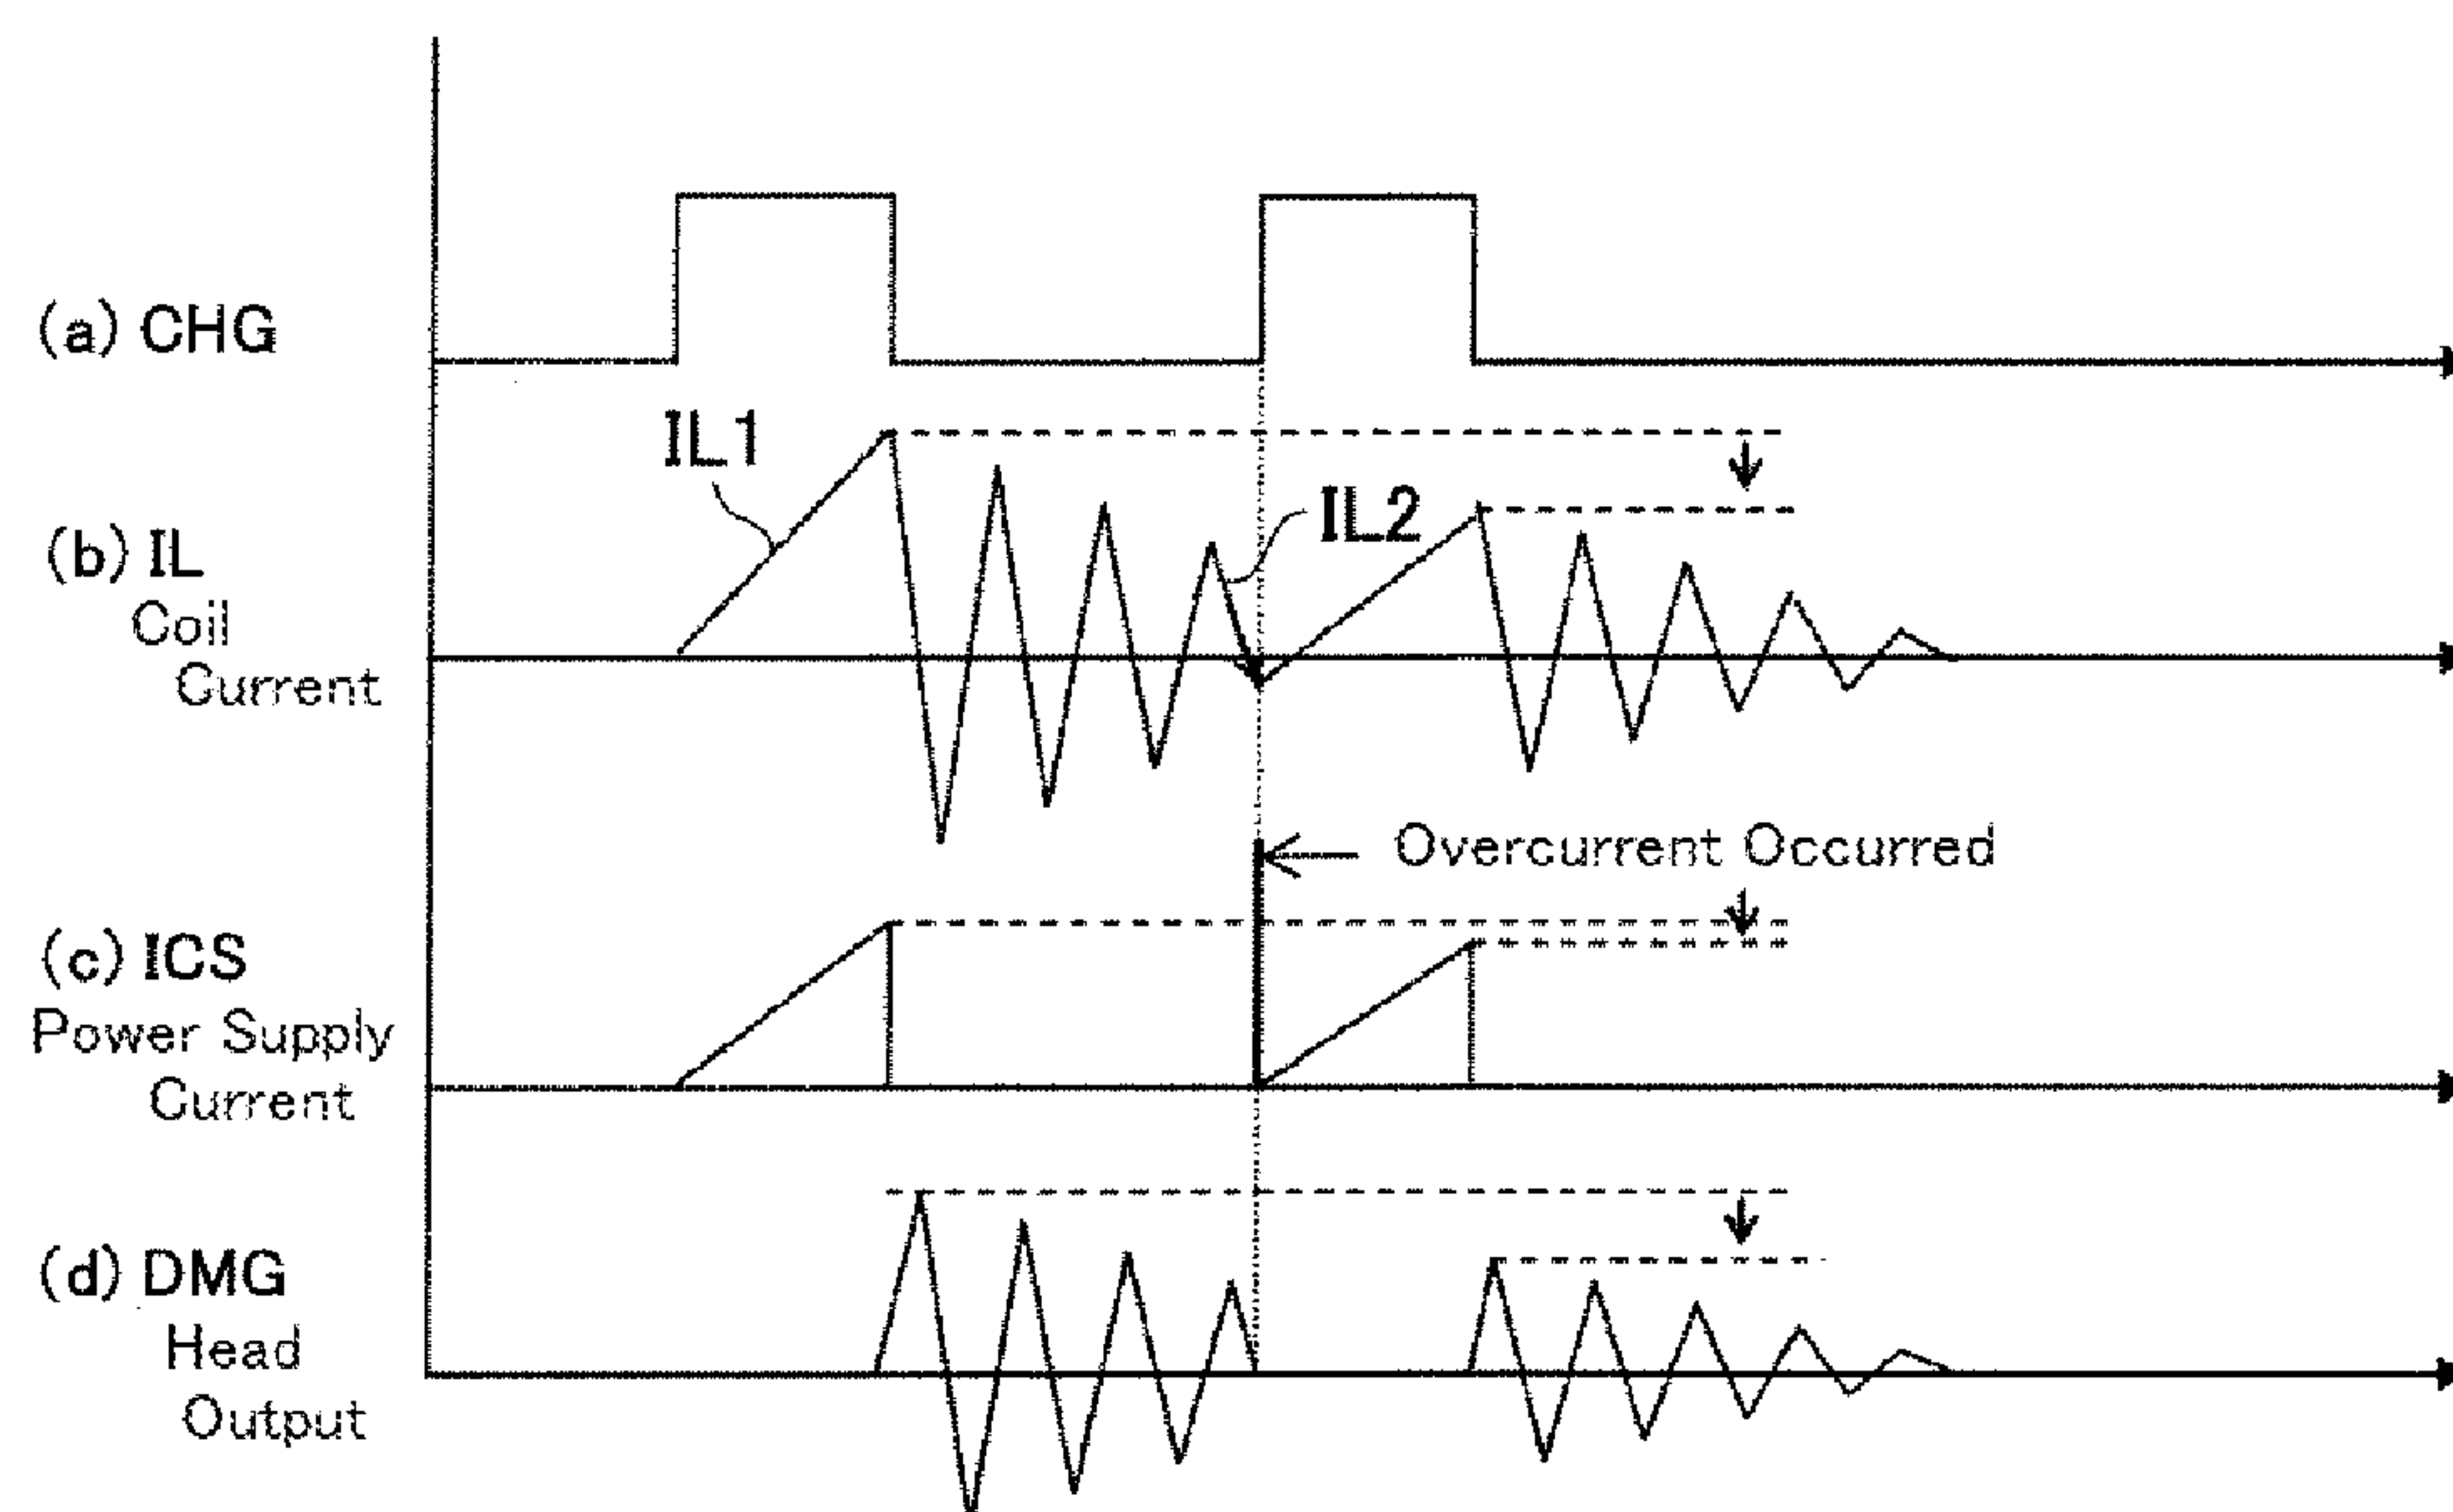 (a) CHG
IL1
IL2
(b) IL
Coil
Current
Overcurrent Occurred
(c) ICS
Power Supply
Current
(d) DMG
Head
Output